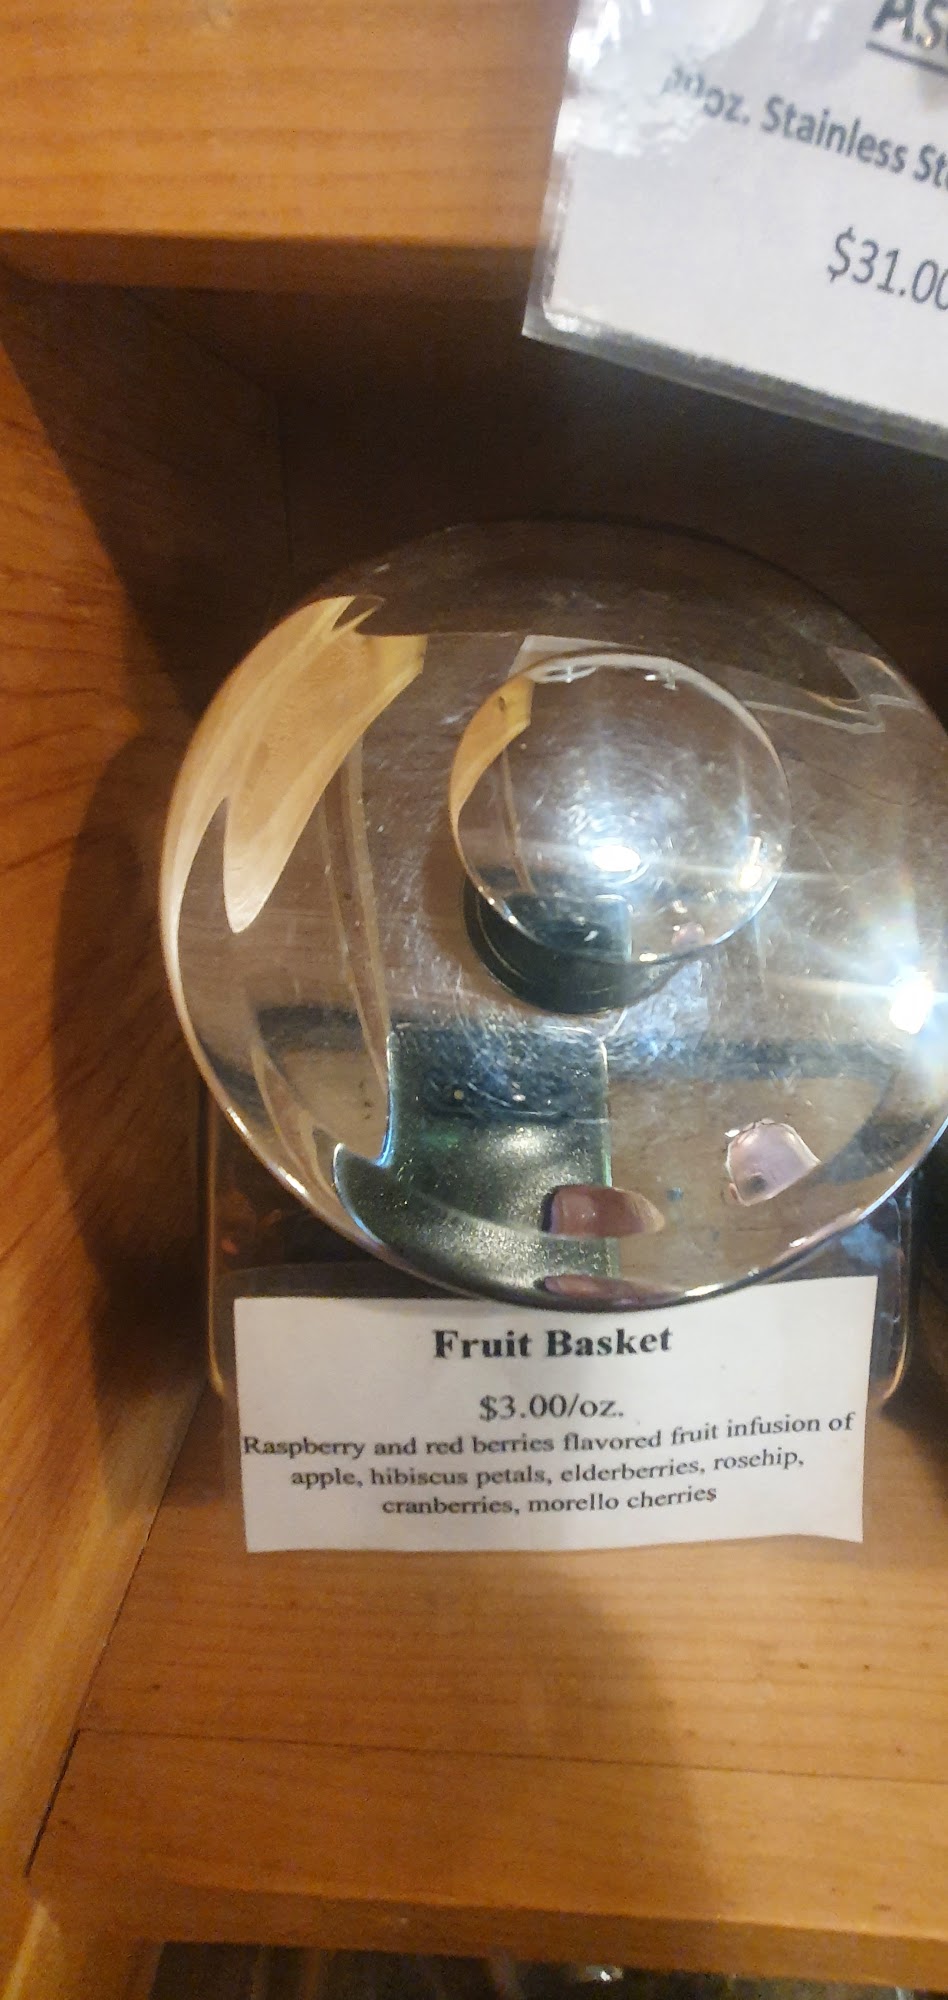 oz. Stainless
$31.00
Fruit Basket
$3.00/oz.
Raspberry and red berries flavored fruit infusion of
apple, hibiscus petals, elderberries, rosehip,
cranberries, morello cherries